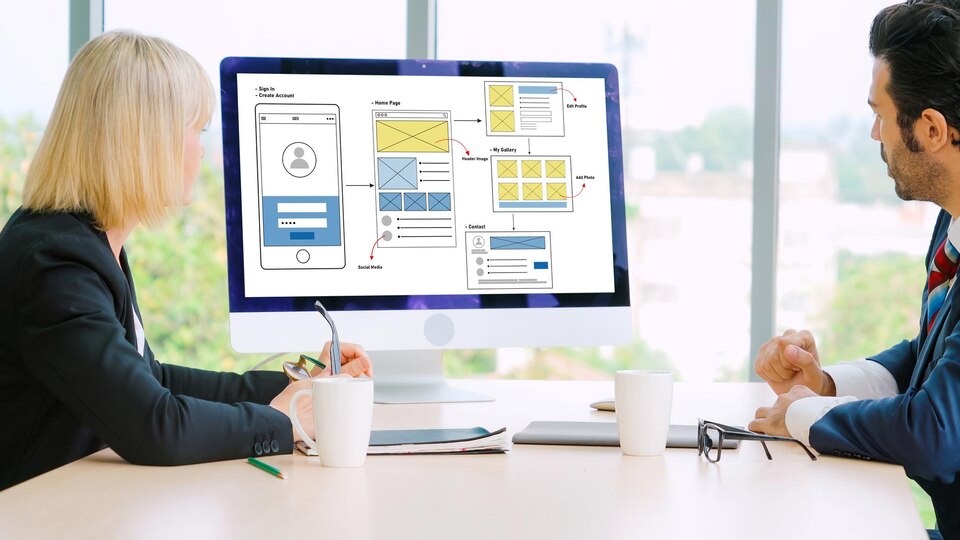 - Sign In
- Create Account
- Home Page
Header Image
Social Media
Edit Profile
- My Gallery
Add Photo
- Contact